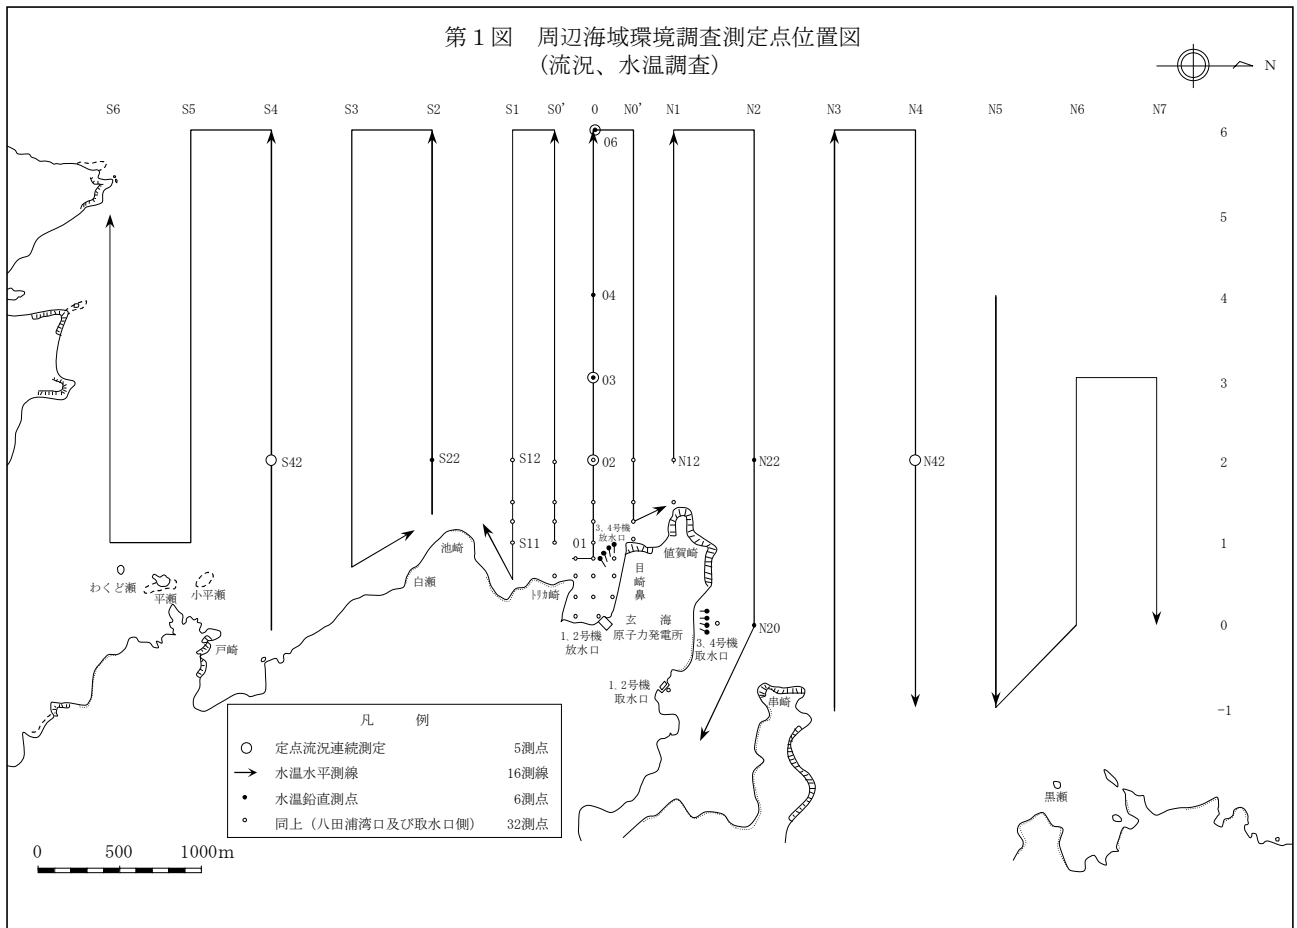 第１図　周辺海域環境調査測定点位置図
(流況、水温調査)
N
S6 S5 S4 S3 S2 S1 S0' 0 N0' N1 N2 N3 N4 N5 N6 N7
6
06
5
04
4
03
3
S42
S22
S12
02
N12
N22
N42
2
3、4号機
放水口
S11
01
1
池崎
値賀崎
白瀬
ﾄﾘｶ崎
目
崎
鼻
わくど瀬
平瀬
小平瀬
戸崎
1、2号機
放水口
玄　海
原子力発電所
3、4号機
取水口
N20
0
1、2号機
取水口
串崎
-1
黒瀬
凡　例
定点流況連続測定　5測点
水温水平測線　16測線
水温鉛直測点　6測点
同上（八田浦湾口及び取水口側）　32測点
0　500　1000m